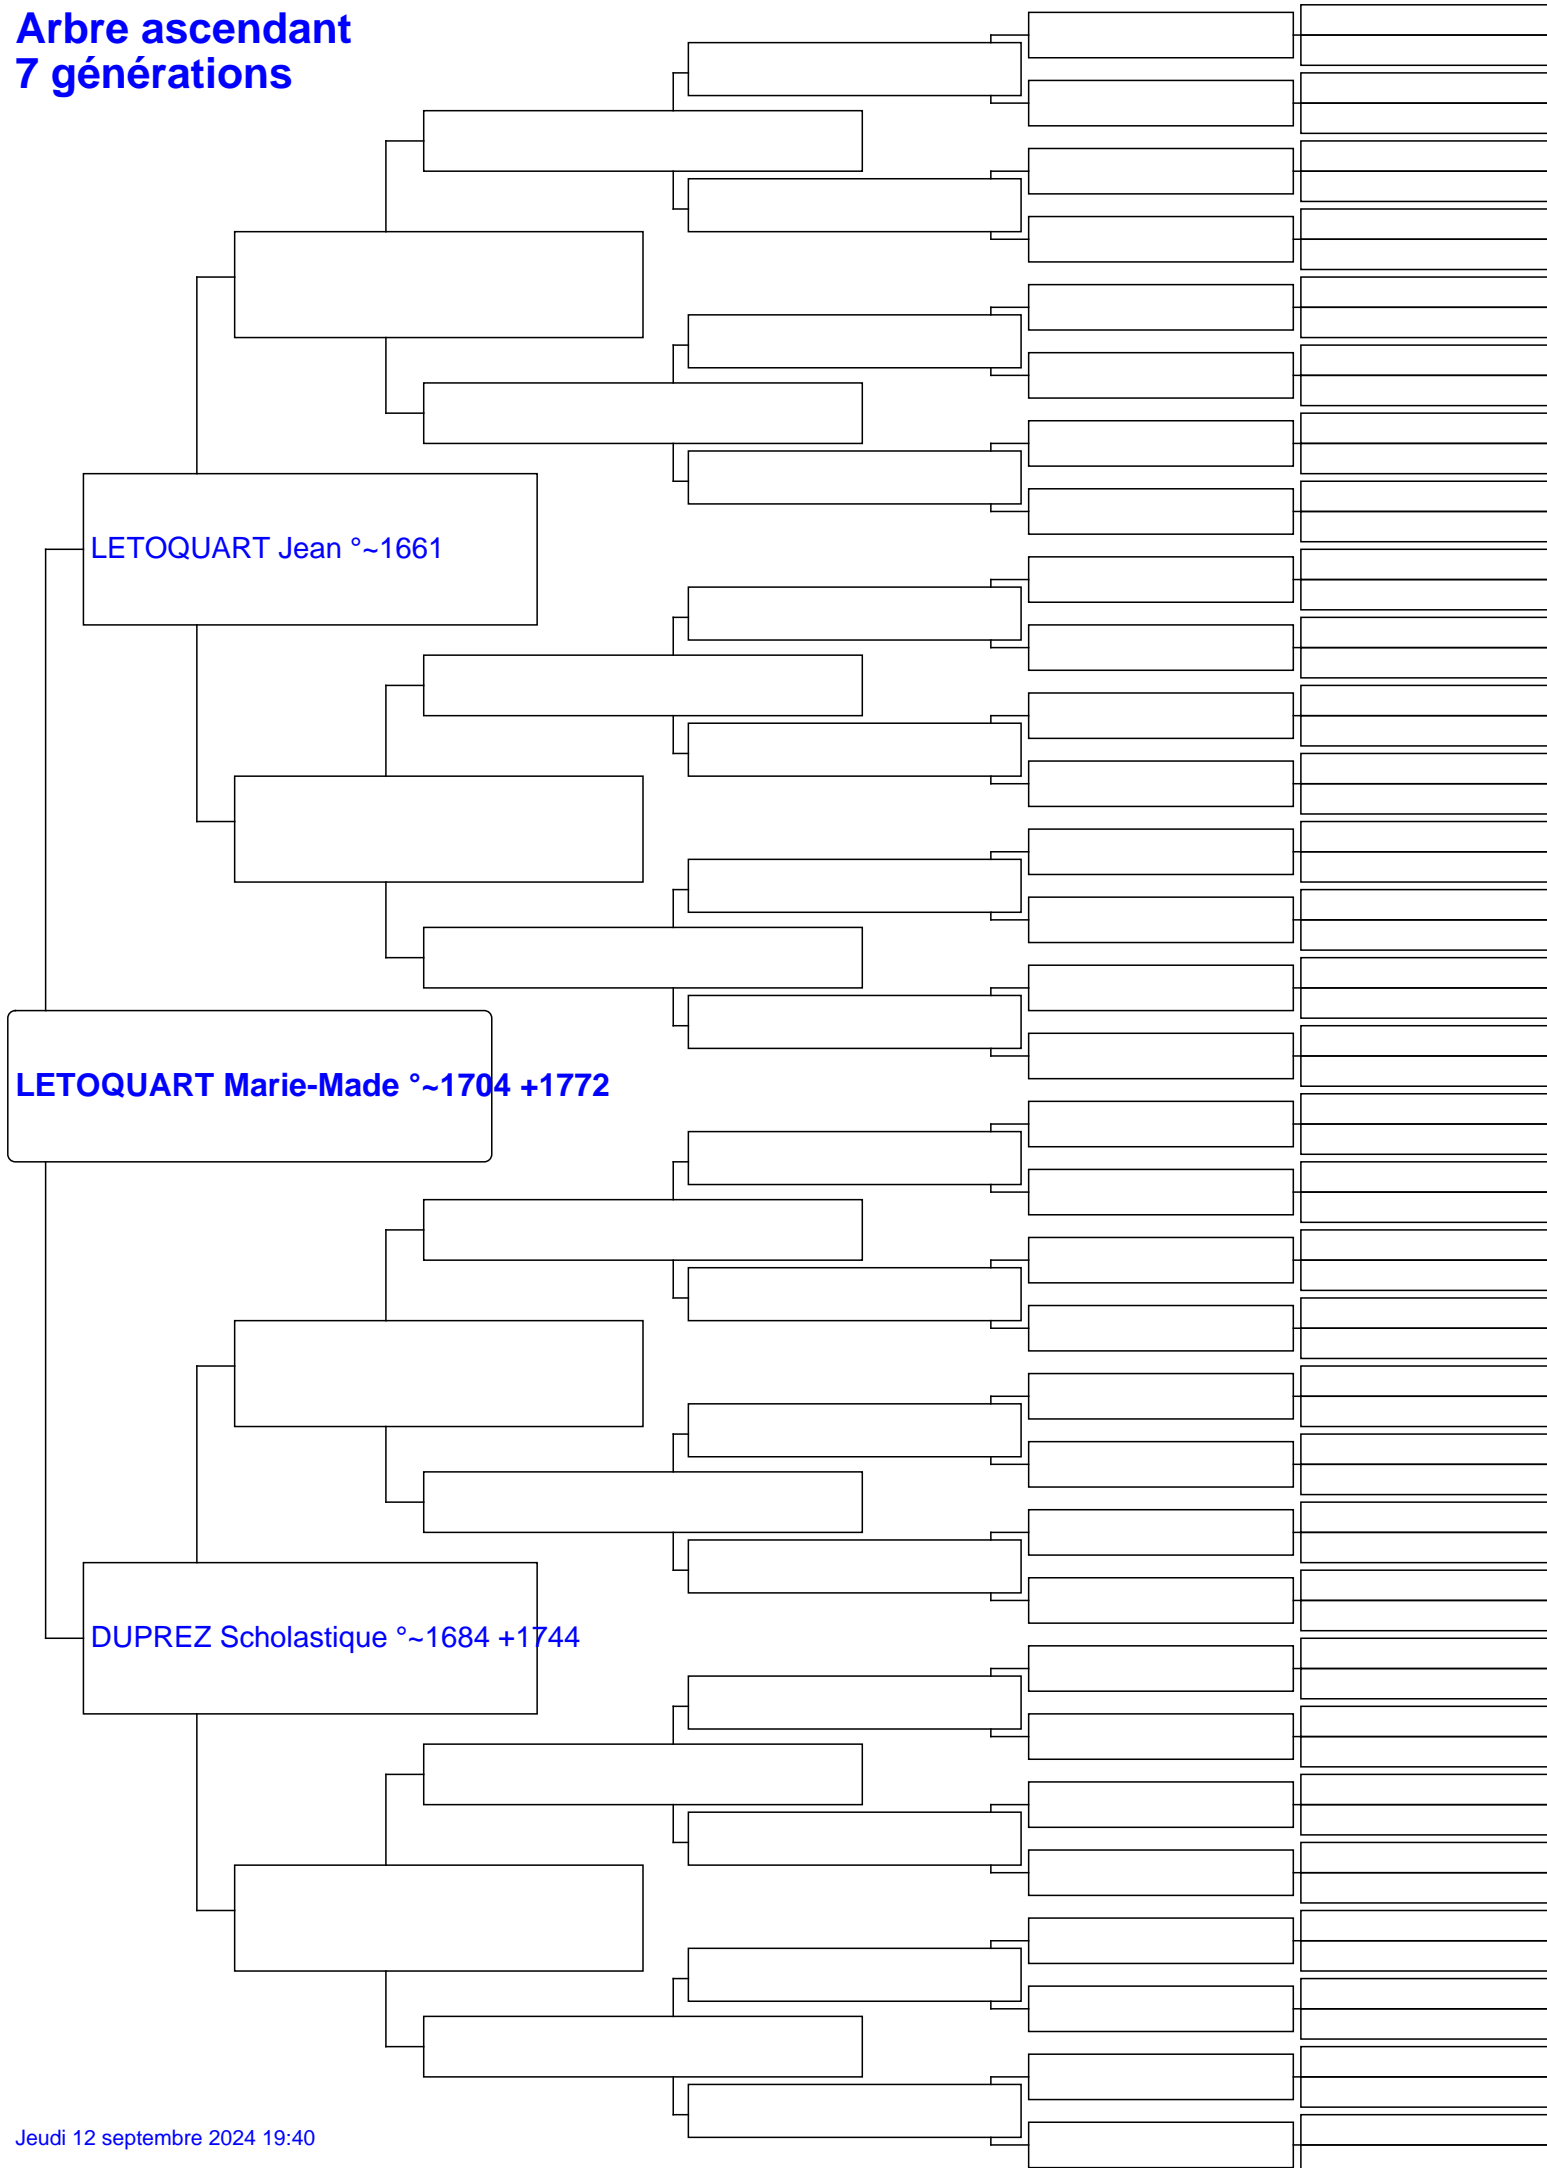 Arbre ascendant
7 générations
LETOQUART Jean °~1661
LETOQUART Marie-Made °~1704 +1772
DUPREZ Scholastique °~1684 +1744
Jeudi 12 septembre 2024 19:40